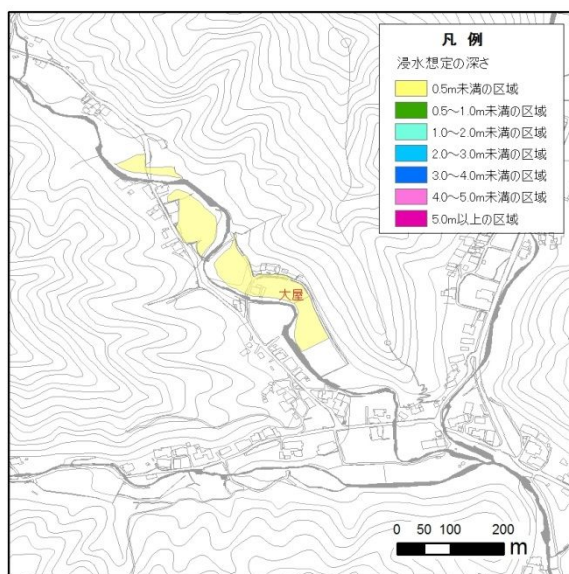 凡 例
浸水想定の深さ
0.5m未満の区域
0.5～1.0m未満の区域
1.0～2.0m未満の区域
2.0～3.0m未満の区域
3.0～4.0m未満の区域
4.0～5.0m未満の区域
5.0m以上の区域
大屋
0 50 100 200
m